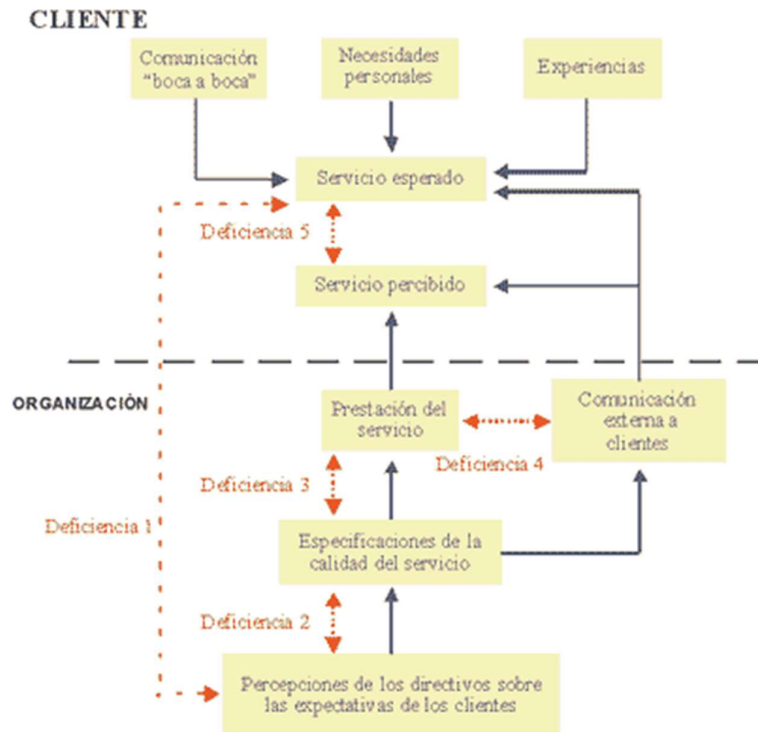 CLIENTE
Comunicación
“boca a boca”
Necesidades
personales
Experiencias
Servicio esperado
Deficiencia 5
Servicio percibido
ORGANIZACIÓN
Prestación del
servicio
Comunicación
externa a
clientes
Deficiencia 4
Deficiencia 3
Deficiencia 1
Especificaciones de la
calidad del servicio
Deficiencia 2
Percepciones de los directivos sobre
las expectativas de los clientes